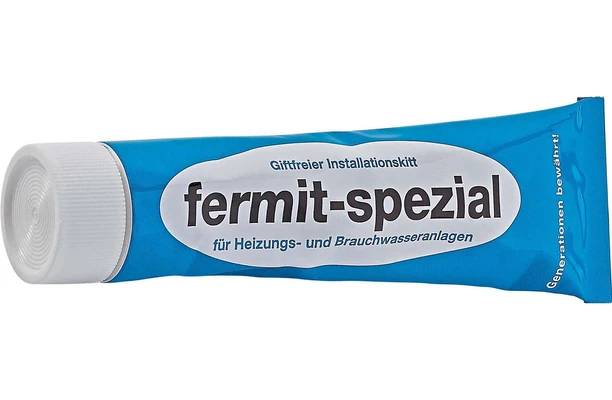 Giftfreier Installationskitt
fermit-spezial
für Heizungs- und Brauchwasseranlagen
Generationen bewährt!